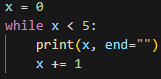 x = 0
while x < 5:
    print(x, end="")
    x += 1